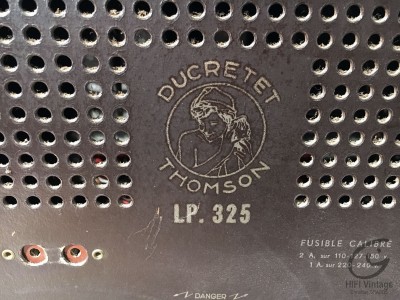 DUCRETET
THOMSON
LP. 325
FUSIBLE CALIBRÉ
2 A. sur 110-127-150 v
1 A. sur 220-240 v
DANGER
HIFI Vintage